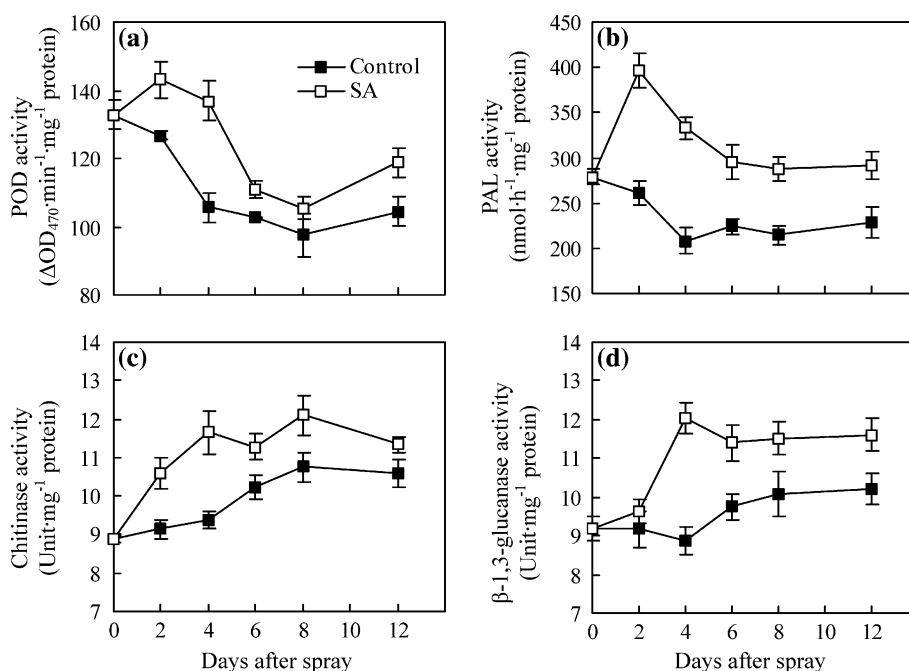 (a)
Control
SA
160
140
120
100
80
POD activity
(ΔOD470·min-1·mg-1 protein)
(b)
450
400
350
300
250
200
150
PAL activity
(nmol·h-1·mg-1 protein)
(c)
14
13
12
11
10
9
8
7
Chitinase activity
(Unit·mg-1 protein)
0 2 4 6 8 10 12
Days after spray
(d)
14
13
12
11
10
9
8
7
β-1,3-glucanase activity
(Unit·mg-1 protein)
0 2 4 6 8 10 12
Days after spray